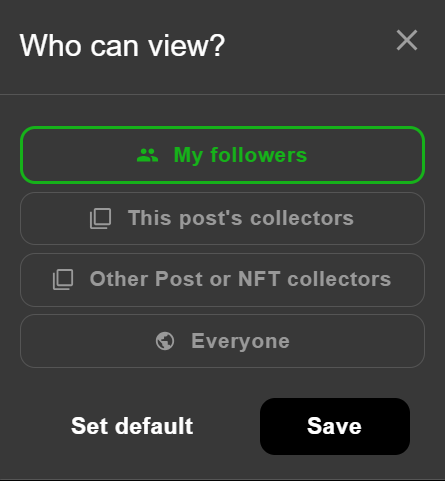 Who can view?
My followers
This post's collectors
Other Post or NFT collectors
Everyone
Set default
Save